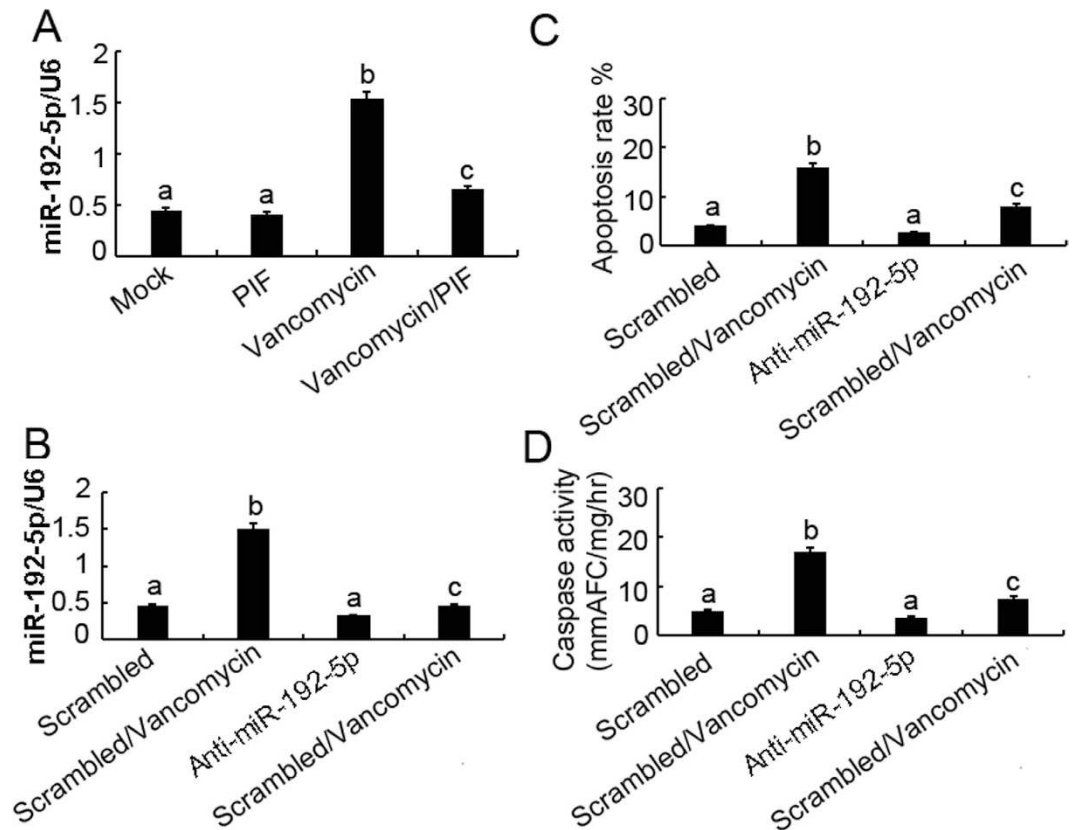 A
miR-192-5p/U6
2
1.5
1
0.5
0
a
a
b
c
Mock
PIF
Vancomycin
Vancomycin/PIF
B
miR-192-5p/U6
2
1.5
1
0.5
0
a
b
a
c
Scrambled
Scrambled/Vancomycin
Anti-miR-192-5p
Scrambled/Vancomycin
C
Apoptosis rate %
30
20
10
0
a
b
a
c
Scrambled
Scrambled/Vancomycin
Anti-miR-192-5p
Scrambled/Vancomycin
D
Caspase activity
(mmAFC/mg/hr)
30
20
10
0
a
b
a
c
Scrambled
Scrambled/Vancomycin
Anti-miR-192-5p
Scrambled/Vancomycin